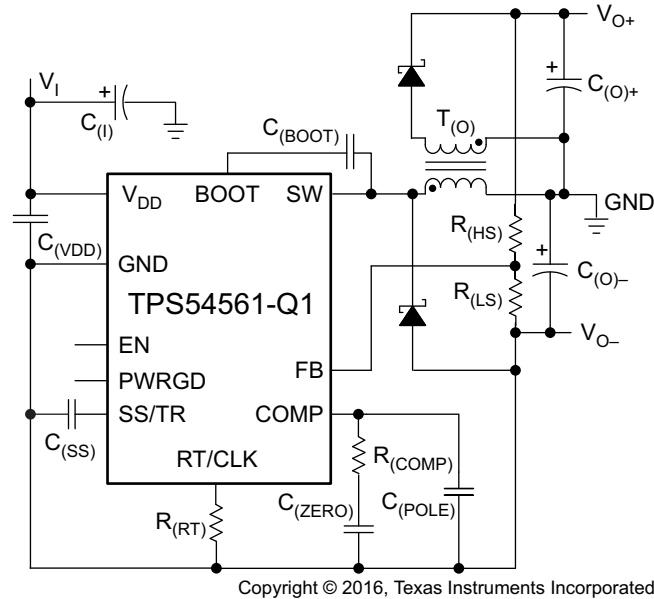 V_O+
V_I
+
C_(I)
+
C_(O)+
T_(O)
C_(BOOT)
V_DD
BOOT
SW
GND
C_(VDD)
R_(HS)
+
C_(O)–
GND
TPS54561-Q1
R_(LS)
V_O–
EN
FB
PWRGD
SS/TR
COMP
C_(SS)
RT/CLK
R_(COMP)
C_(ZERO)
C_(POLE)
R_(RT)
Copyright © 2016, Texas Instruments Incorporated